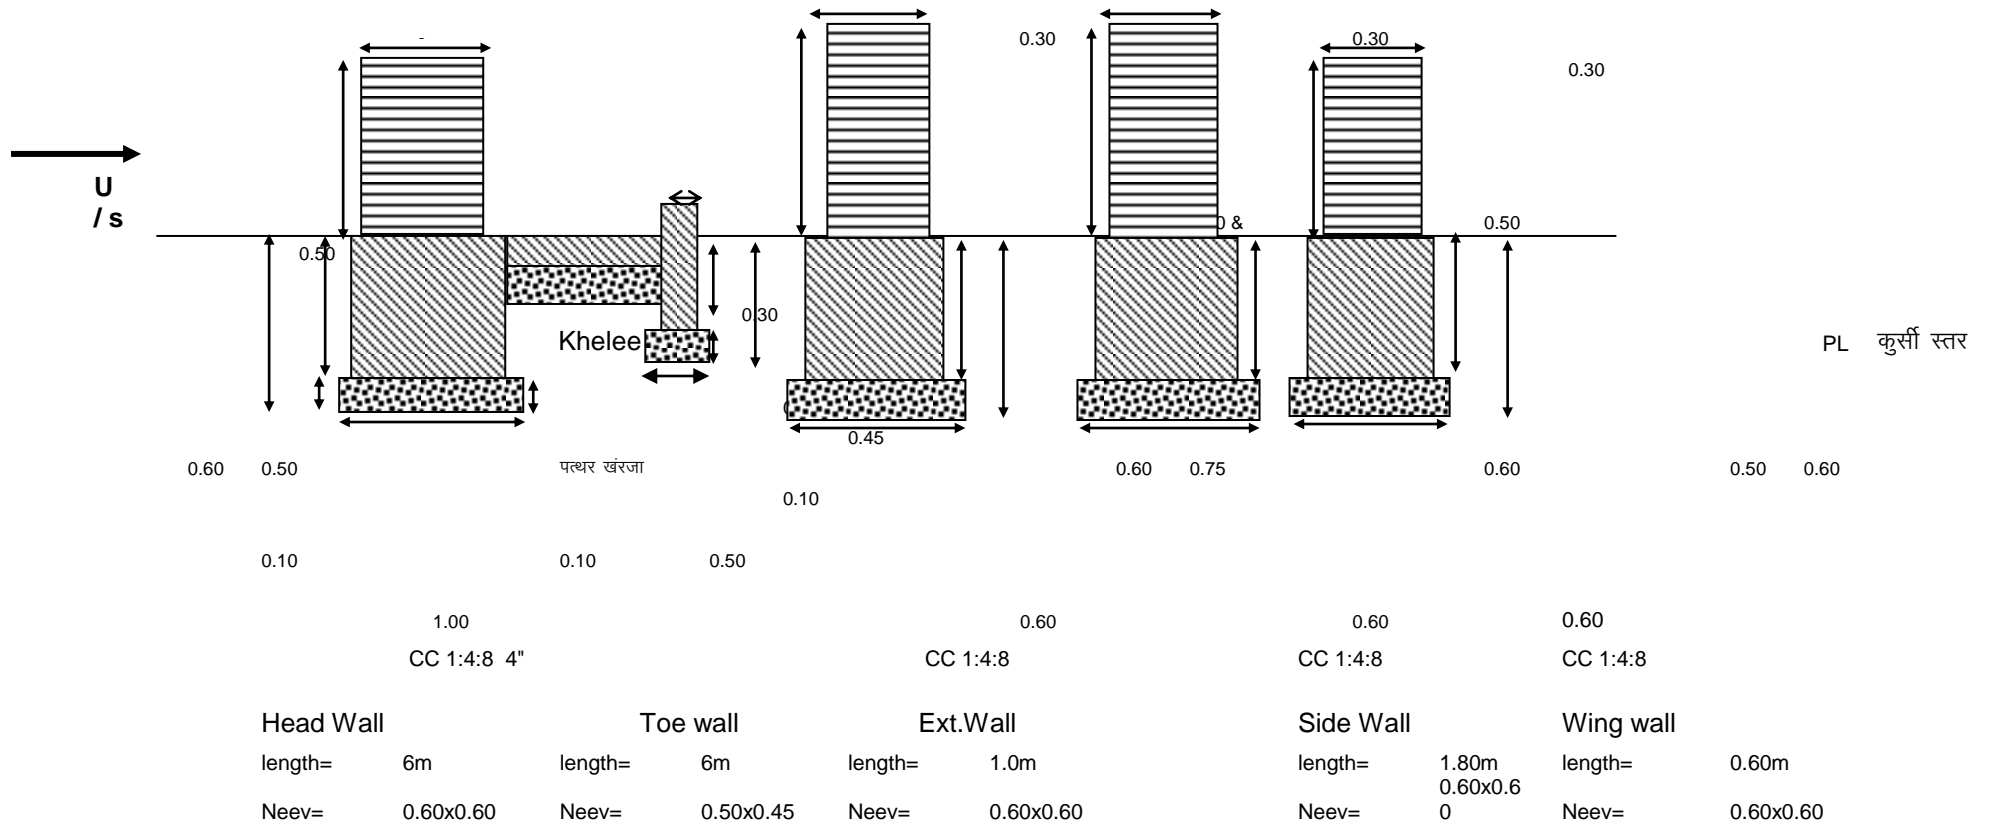 0.30
0.30
0.30
U
/ s
0 &
0.50
0.50
0.30
Khelee
PL कुर्सी स्तर
0.45
0.60 0.50 पत्थर खंरजा 0.60 0.75 0.60 0.50 0.60
0.10
0.10 0.10 0.50
1.00 0.60 0.60 0.60
CC 1:4:8 4" CC 1:4:8 CC 1:4:8 CC 1:4:8
Head Wall Toe wall Ext.Wall Side Wall Wing wall
length= 6m length= 6m length= 1.0m length= 1.80m length= 0.60m
0.60x0.6
Neev= 0.60x0.60 Neev= 0.50x0.45 Neev= 0.60x0.60 Neev= 0 Neev= 0.60x0.60